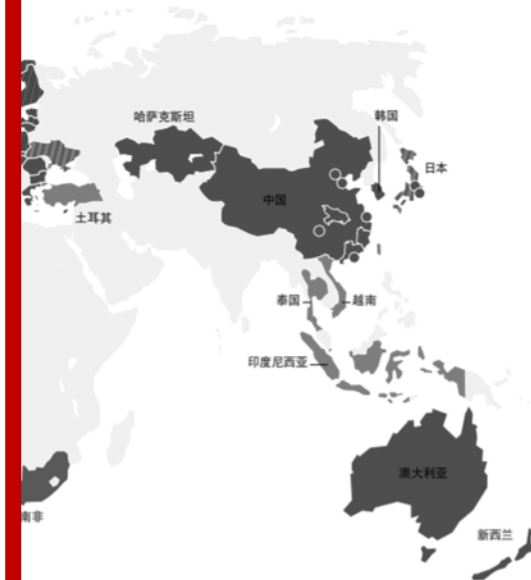 哈萨克斯坦
韩国
日本
中国
土耳其
泰国
越南
印度尼西亚
澳大利亚
南非
新西兰